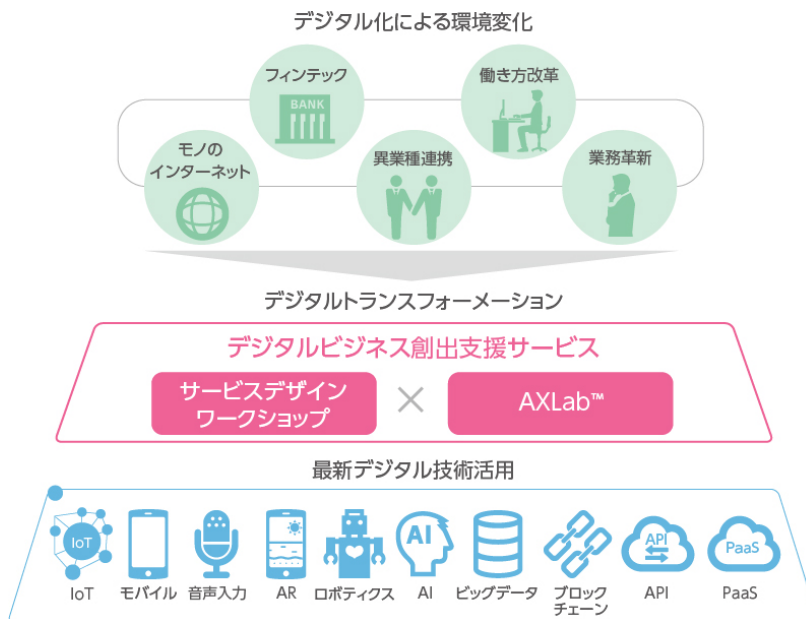 デジタル化による環境変化
フィンテック
BANK
働き方改革
モノの
インターネット
異業種連携
業務革新
デジタルトランスフォーメーション
デジタルビジネス創出支援サービス
サービスデザイン
ワークショップ
×
AXLab™
最新デジタル技術活用
IoT
AI
API
PaaS
IoT
モバイル
音声入力
AR
ロボティクス
AI
ビッグデータ
ブロック
チェーン
API
PaaS